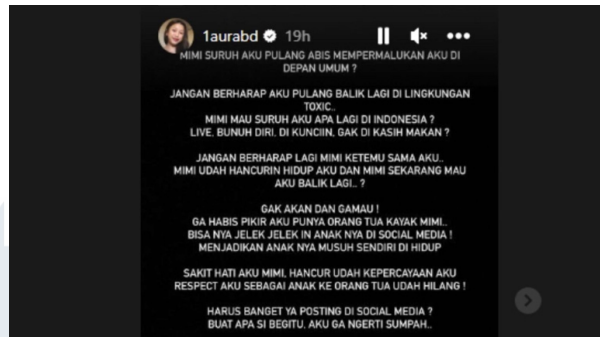 1aurabd 19h
MIMI SURUH AKU PULANG ABIS MEMPERMALUKAN AKU DI
DEPAN UMUM ?
JANGAN BERHARAP AKU PULANG BALIK LAGI DI LINGKUNGAN
TOXIC..
MIMI MAU SURUH AKU APA LAGI DI INDONESIA ?
LIVE, BUNUH DIRI, DI KUNCIIN, GAK DI KASIH MAKAN ?
JANGAN BERHARAP LAGI MIMI KETEMU SAMA AKU..
MIMI UDAH HANCURIN HIDUP AKU DAN MIMI SEKARANG MAU
AKU BALIK LAGI.. ?
GAK AKAN DAN GAMAU !
GA HABIS PIKIR AKU PUNYA ORANG TUA KAYAK MIMI..
BISA NYA JELEK JELEK IN ANAK NYA DI SOCIAL MEDIA !
MENJADIKAN ANAK NYA MUSUH SENDIRI DI HIDUP
SAKIT HATI AKU MIMI, HANCUR UDAH KEPERCAYAAN AKU
RESPECT AKU SEBAGAI ANAK KE ORANG TUA UDAH HILANG !
HARUS BANGET YA POSTING DI SOCIAL MEDIA ?
BUAT APA SI BEGITU, AKU GA NGERTI SUMPAH..